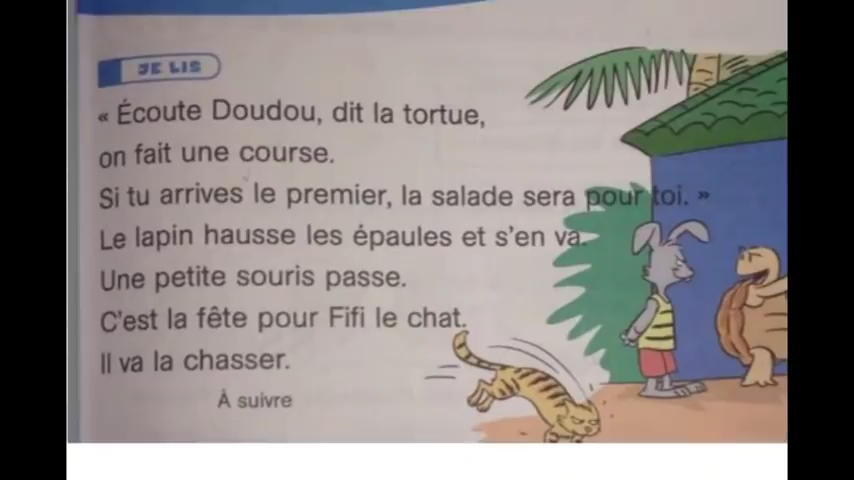 JE LIS
« Écoute Doudou, dit la tortue,
on fait une course.
Si tu arrives le premier, la salade sera pour toi. »
Le lapin hausse les épaules et s'en va.
Une petite souris passe.
C'est la fête pour Fifi le chat.
Il va la chasser.
À suivre